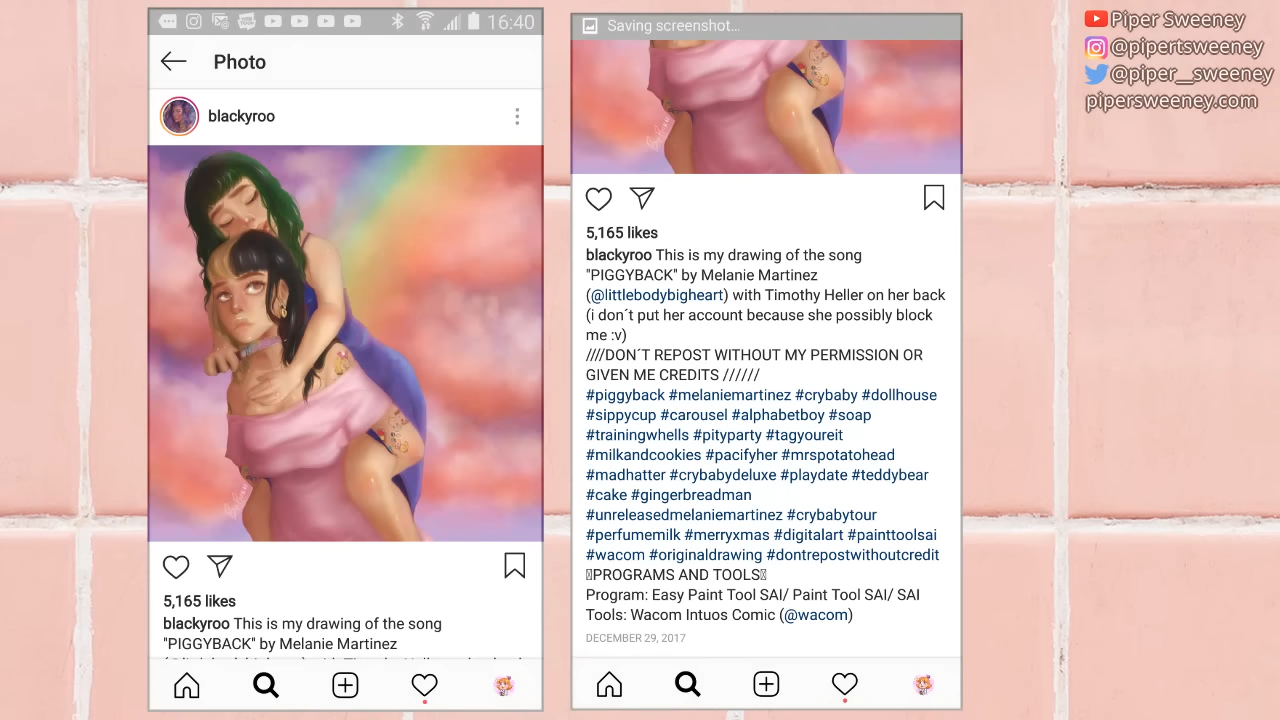 16:40
Photo
blackyroo
5,165 likes
blackyroo This is my drawing of the song
"PIGGYBACK" by Melanie Martinez
Saving screenshot...
5,165 likes
blackyroo This is my drawing of the song
"PIGGYBACK" by Melanie Martinez
(@littlebodybigheart) with Timothy Heller on her back
(i don´t put her account because she possibly block
me :v)
////DON´T REPOST WITHOUT MY PERMISSION OR
GIVEN ME CREDITS //////
#piggyback #melaniemartinez #crybaby #dollhouse
#sippycup #carousel #alphabetboy #soap
#trainingwhells #pityparty #tagyoureit
#milkandcookies #pacifyher #mrspotatohead
#madhatter #crybabydeluxe #playdate #teddybear
#cake #gingerbreadman
#unreleasedmelaniemartinez #crybabytour
#perfumemilk #merryxmas #digitalart #painttoolsai
#wacom #originaldrawing #dontrepostwithoutcredit
PROGRAMS AND TOOLS
Program: Easy Paint Tool SAI/ Paint Tool SAI/ SAI
Tools: Wacom Intuos Comic (@wacom)
DECEMBER 29, 2017
Piper Sweeney
@pipertsweeney
@piper__sweeney
pipersweeney.com